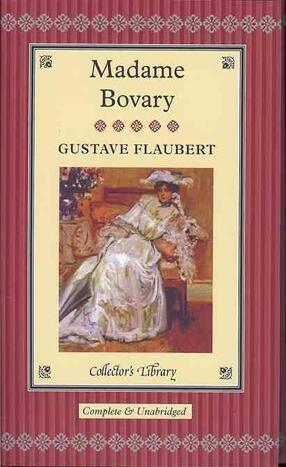 Madame
Bovary
GUSTAVE FLAUBERT
Collector's Library
Complete & Unabridged